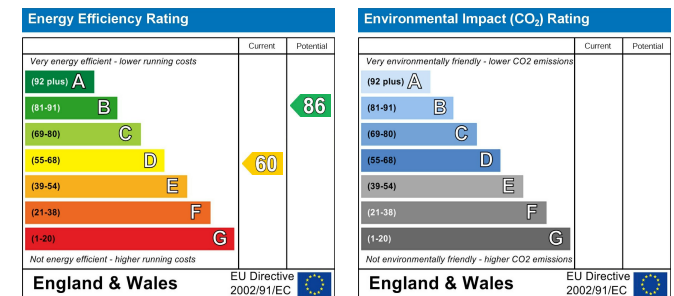 Energy Efficiency Rating
Current Potential
Very energy efficient - lower running costs
(92 plus) A
(81-91) B
86
(69-80) C
(55-68) D
60
(39-54) E
(21-38) F
(1-20) G
Not energy efficient - higher running costs
England & Wales
EU Directive
2002/91/EC
Environmental Impact (CO₂) Rating
Current Potential
Very environmentally friendly - lower CO2 emissions
(92 plus) A
(81-91) B
(69-80) C
(55-68) D
(39-54) E
(21-38) F
(1-20) G
Not environmentally friendly - higher CO2 emissions
England & Wales
EU Directive
2002/91/EC